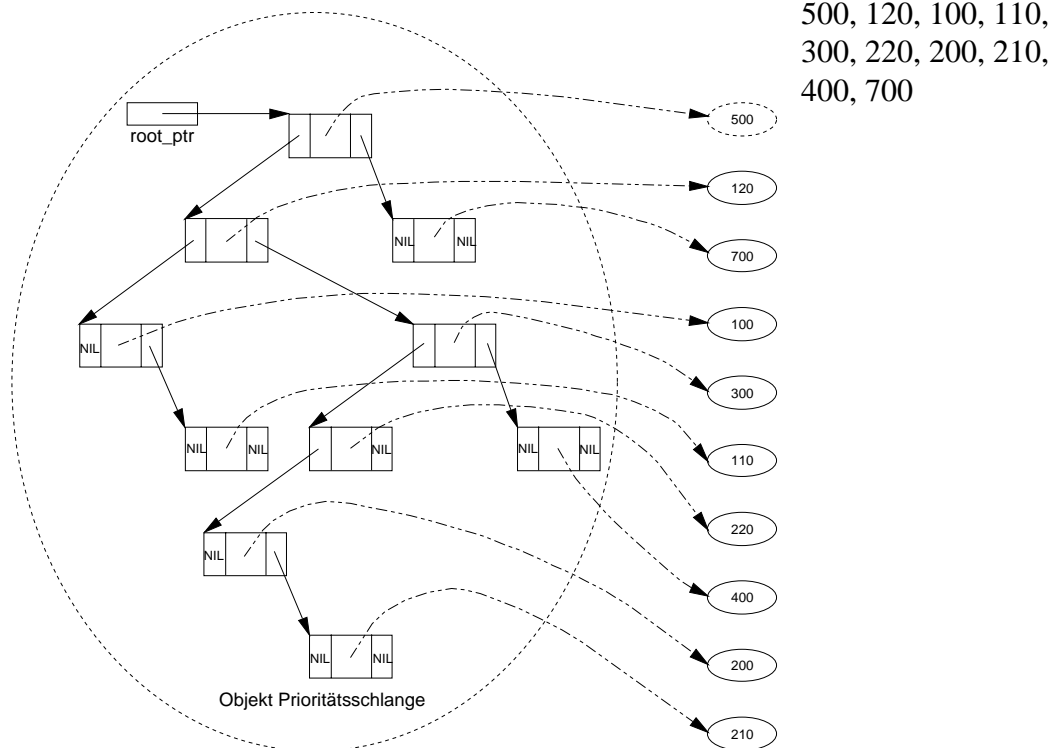 500, 120, 100, 110,
300, 220, 200, 210,
400, 700
root_ptr
500
120
NIL NIL
700
100
NIL
300
NIL NIL NIL NIL NIL
110
220
NIL
400
NIL NIL
200
Objekt Prioritätsschlange
210